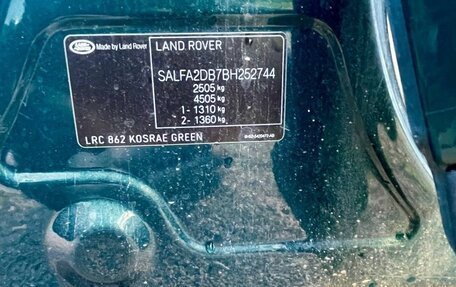 Made by Land Rover
LAND ROVER
SALFA2DB7BH252744
2505 kg
4505 kg
1- 1310 kg
2- 1360 kg
LRC 862 KOSRAE GREEN